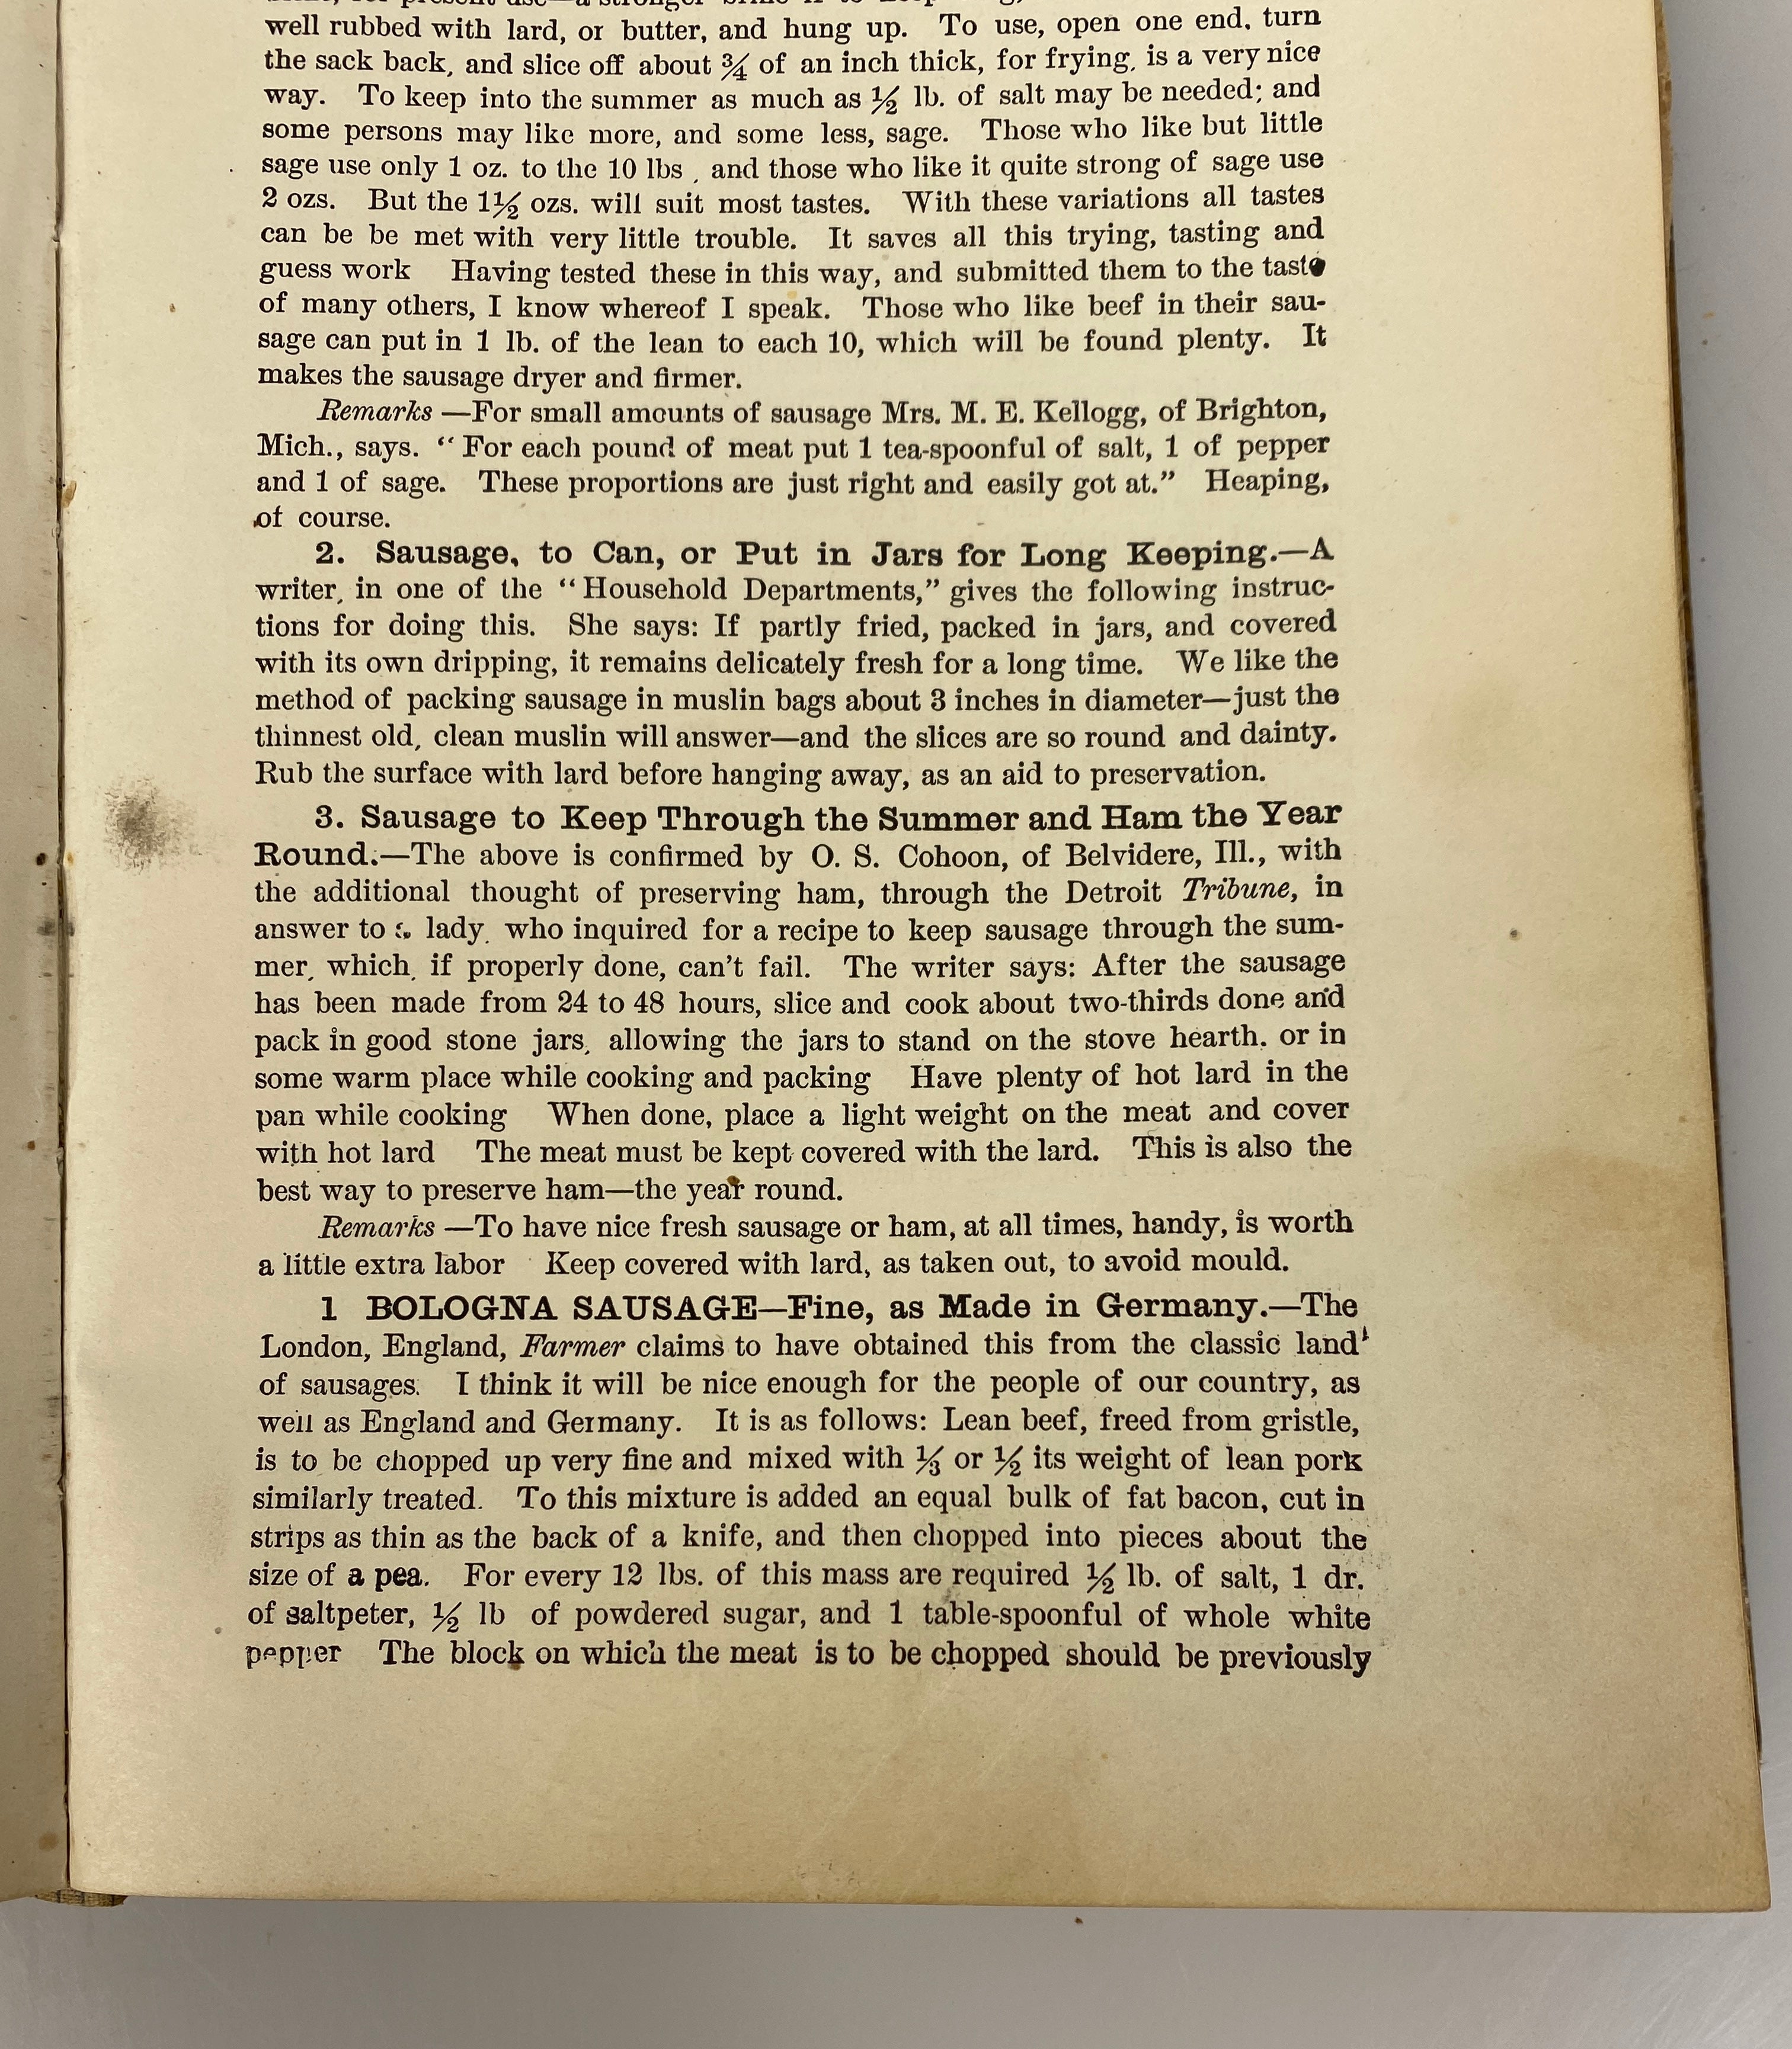 well rubbed with lard, or butter, and hung up. To use, open one end, turn
the sack back, and slice off about ¾ of an inch thick, for frying, is a very nice
way. To keep into the summer as much as ½ lb. of salt may be needed; and
some persons may like more, and some less, sage. Those who like but little
sage use only 1 oz. to the 10 lbs, and those who like it quite strong of sage use
2 ozs. But the 1½ ozs. will suit most tastes. With these variations all tastes
can be be met with very little trouble. It saves all this trying, tasting and
guess work Having tested these in this way, and submitted them to the taste
of many others, I know whereof I speak. Those who like beef in their sau-
sage can put in 1 lb. of the lean to each 10, which will be found plenty. It
makes the sausage dryer and firmer.
Remarks —For small amounts of sausage Mrs. M. E. Kellogg, of Brighton,
Mich., says. “For each pound of meat put 1 tea-spoonful of salt, 1 of pepper
and 1 of sage. These proportions are just right and easily got at.” Heaping,
of course.
2. Sausage, to Can, or Put in Jars for Long Keeping.—A
writer, in one of the “Household Departments,” gives the following instruc-
tions for doing this. She says: If partly fried, packed in jars, and covered
with its own dripping, it remains delicately fresh for a long time. We like the
method of packing sausage in muslin bags about 3 inches in diameter—just the
thinnest old, clean muslin will answer—and the slices are so round and dainty.
Rub the surface with lard before hanging away, as an aid to preservation.
3. Sausage to Keep Through the Summer and Ham the Year
Round.—The above is confirmed by O. S. Cohoon, of Belvidere, Ill., with
the additional thought of preserving ham, through the Detroit Tribune, in
answer to a lady, who inquired for a recipe to keep sausage through the sum-
mer, which, if properly done, can't fail. The writer says: After the sausage
has been made from 24 to 48 hours, slice and cook about two-thirds done and
pack in good stone jars, allowing the jars to stand on the stove hearth, or in
some warm place while cooking and packing Have plenty of hot lard in the
pan while cooking When done, place a light weight on the meat and cover
with hot lard The meat must be kept covered with the lard. This is also the
best way to preserve ham—the year round.
Remarks —To have nice fresh sausage or ham, at all times, handy, is worth
a little extra labor Keep covered with lard, as taken out, to avoid mould.
1 BOLOGNA SAUSAGE—Fine, as Made in Germany.—The
London, England, Farmer claims to have obtained this from the classic land
of sausages. I think it will be nice enough for the people of our country, as
well as England and Germany. It is as follows: Lean beef, freed from gristle,
is to be chopped up very fine and mixed with ⅓ or ½ its weight of lean pork
similarly treated. To this mixture is added an equal bulk of fat bacon, cut in
strips as thin as the back of a knife, and then chopped into pieces about the
size of a pea. For every 12 lbs. of this mass are required ½ lb. of salt, 1 dr.
of saltpeter, ½ lb of powdered sugar, and 1 table-spoonful of whole white
pepper The block on which the meat is to be chopped should be previously